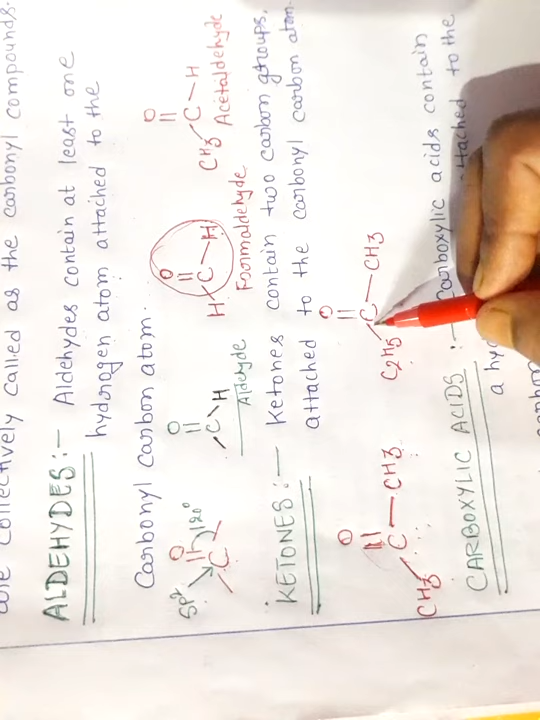 are collectively called as the carbonyl compounds.
ALDEHYDES :- Aldehydes contain at least one
hydrogen atom attached to the
Carbonyl carbon atom.
O O O O
Sp² 120°
C C H H C H CH3 C H
Aldehyde Formaldehyde Acetaldehyde
KETONES :- Ketones contain two carbon groups,
attached to the carbonyl carbon atom.
O O
CH3 C CH3 C2H5 C CH3
CARBOXYLIC ACIDS :- Carboxylic acids contain
a to the